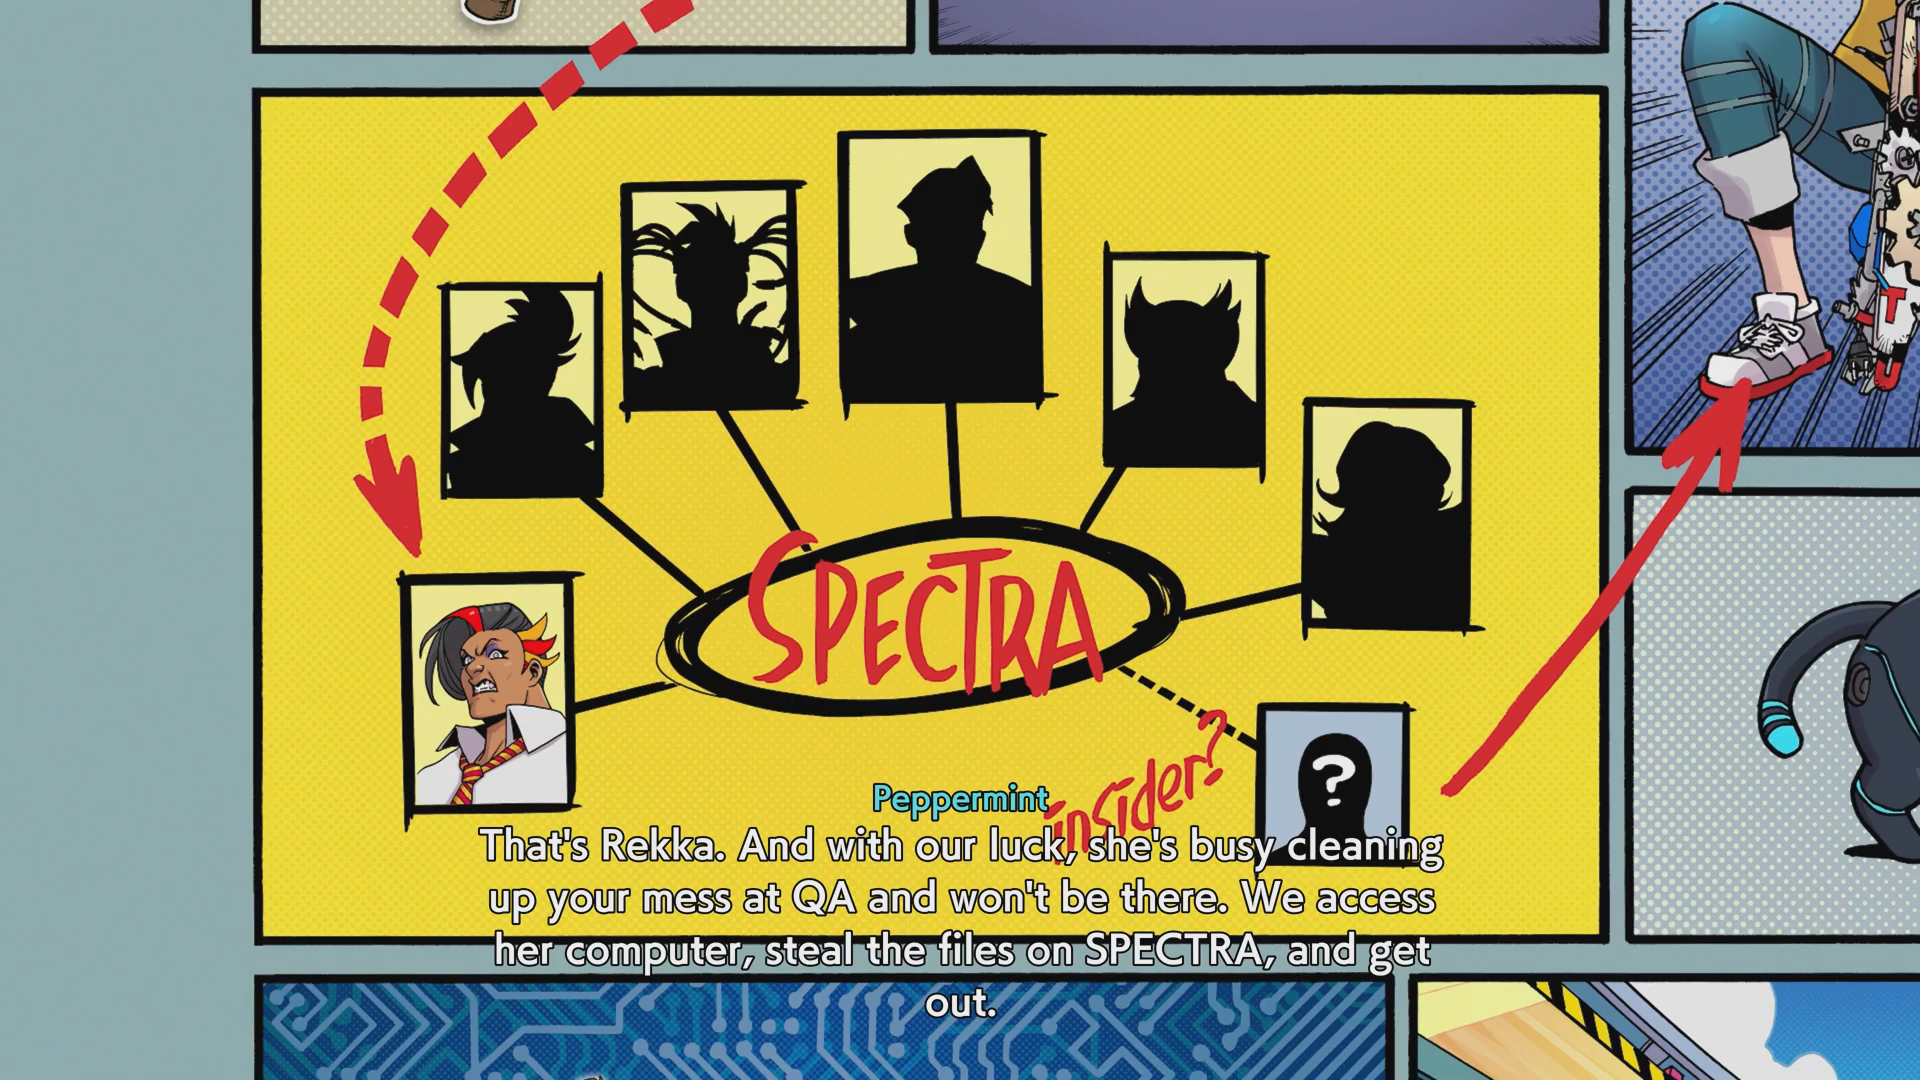 SPECTRA
insider?
?
Peppermint
That's Rekka. And with our luck, she's busy cleaning
up your mess at QA and won't be there. We access
her computer, steal the files on SPECTRA, and get
out.